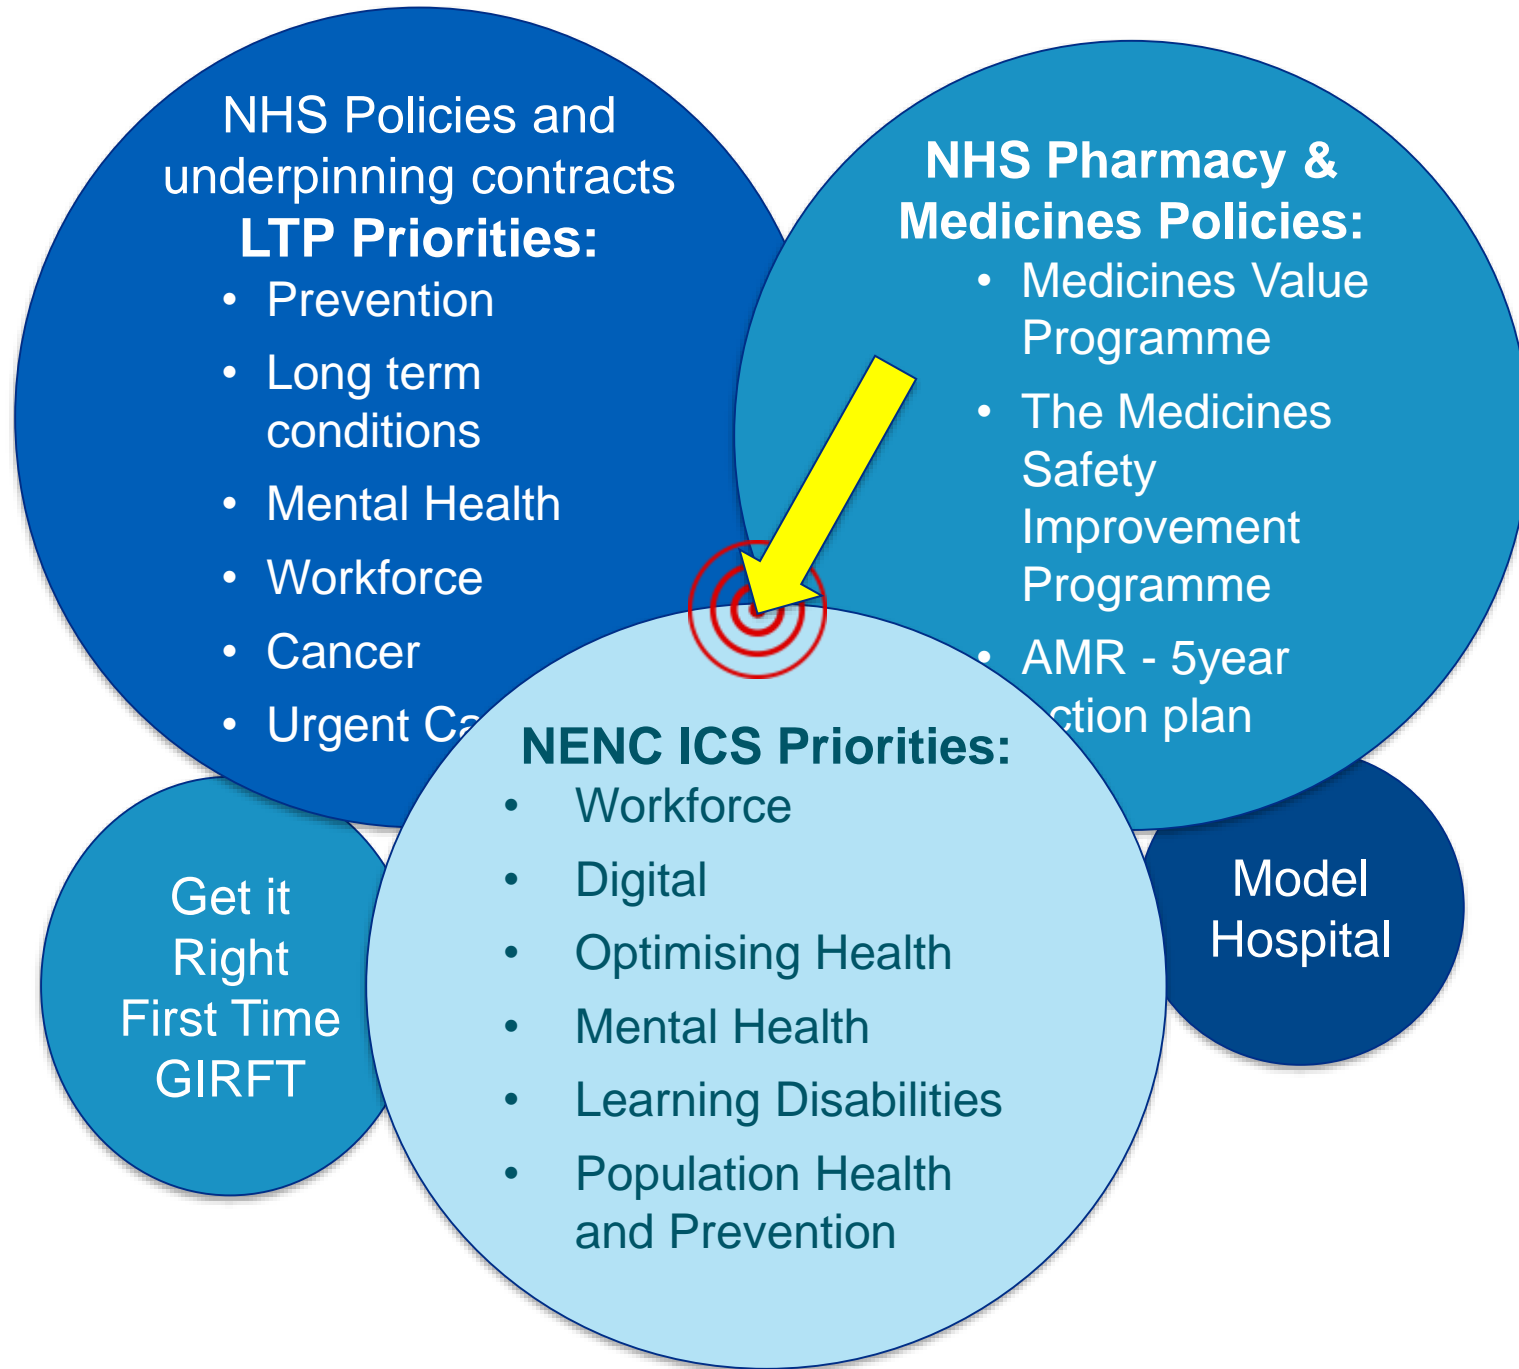 NHS Policies and
underpinning contracts
LTP Priorities:
• Prevention
• Long term
conditions
• Mental Health
• Workforce
• Cancer
• Urgent
NHS Pharmacy &
Medicines Policies:
• Medicines Value
Programme
• The Medicines
Safety
Improvement
Programme
• AMR - 5year
plan
NENC ICS Priorities:
• Workforce
• Digital
• Optimising Health
• Mental Health
• Learning Disabilities
• Population Health
and Prevention
Get it
Right
First Time
GIRFT
Model
Hospital